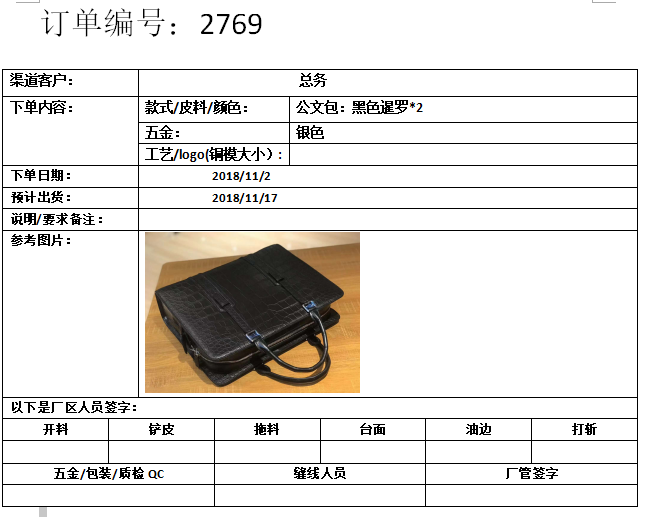 订单编号：2769
渠道客户： 总务
下单内容： 款式/皮料/颜色： 公文包：黑色暹罗*2
五金： 银色
工艺/logo(铜模大小）:
下单日期： 2018/11/2
预计出货： 2018/11/17
说明/要求备注：
参考图片：
以下是厂区人员签字：
开料 铲皮 拖料 台面 油边 打斩
五金/包装/质检 QC 缝线人员 厂管签字